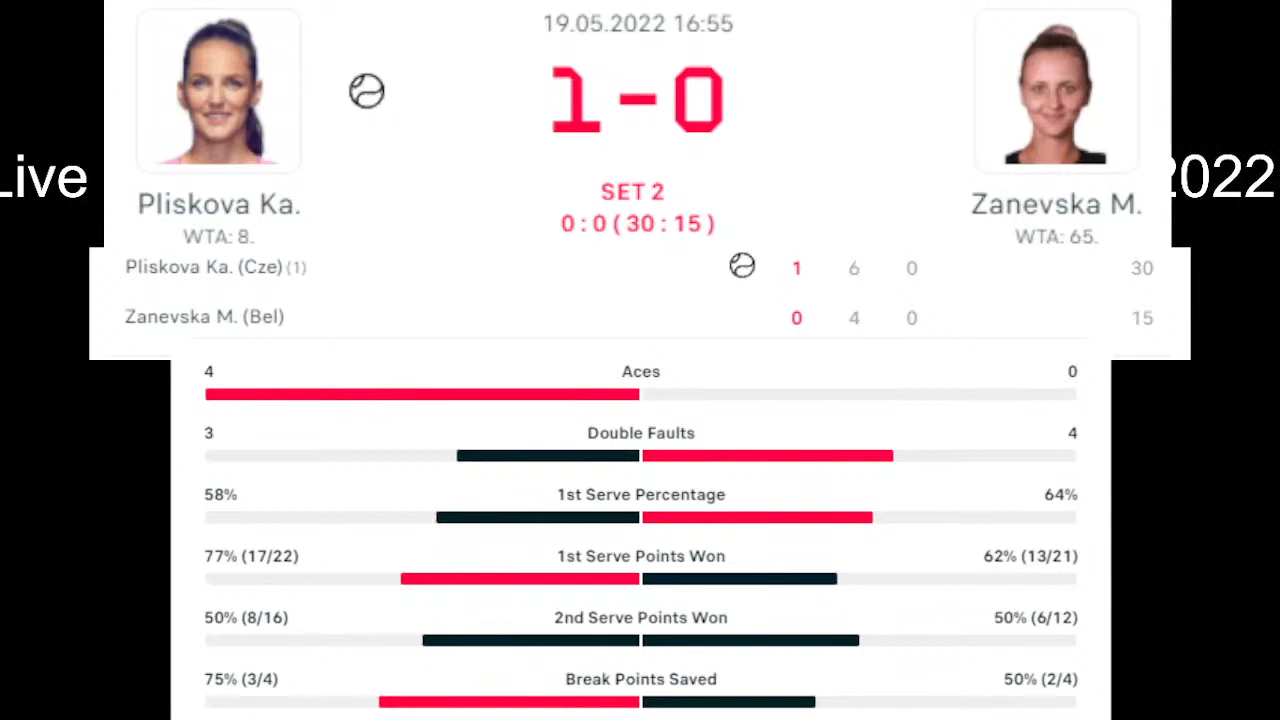 19.05.2022 16:55
1-0
Live
2022
SET 2
0 : 0 ( 30 : 15 )
Pliskova Ka.
Zanevska M.
WTA: 8.
WTA: 65.
Pliskova Ka. (Cze) (1) 1 6 0 30
Zanevska M. (Bel) 0 4 0 15
4 Aces 0
3 Double Faults 4
58% 1st Serve Percentage 64%
77% (17/22) 1st Serve Points Won 62% (13/21)
50% (8/16) 2nd Serve Points Won 50% (6/12)
75% (3/4) Break Points Saved 50% (2/4)